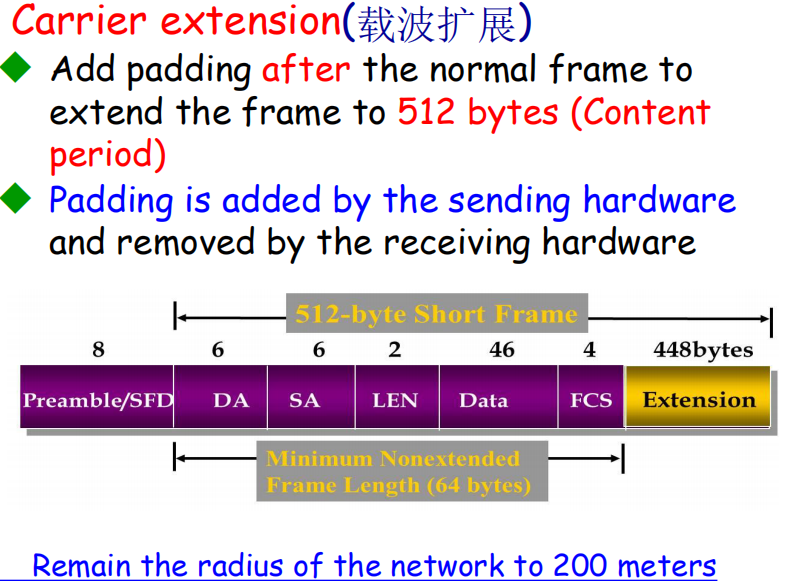 Carrier extension(载波扩展)
Add padding after the normal frame to
extend the frame to 512 bytes (Content
period)
Padding is added by the sending hardware
and removed by the receiving hardware
512-byte Short Frame
8 6 6 2 46 4 448bytes
Preamble/SFD DA SA LEN Data FCS Extension
Minimum Nonextended
Frame Length (64 bytes)
Remain the radius of the network to 200 meters